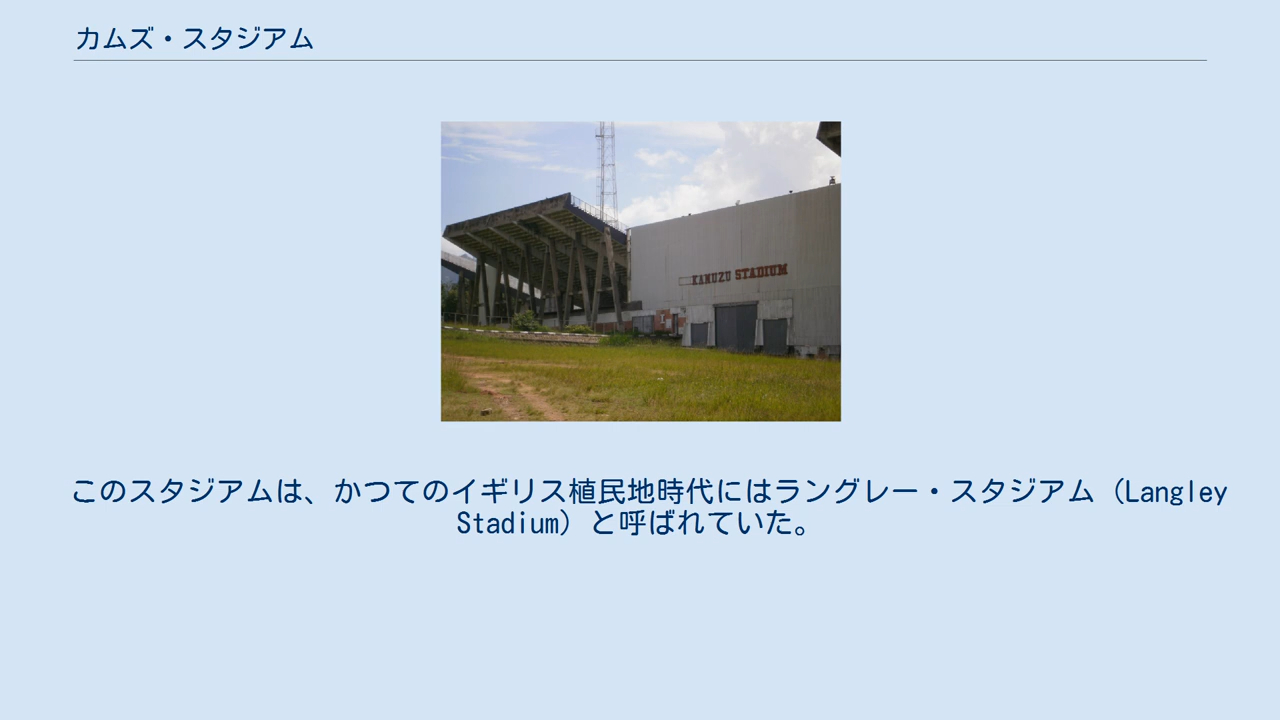 カムズ・スタジアム
KAMUZU STADIUM
このスタジアムは、かつてのイギリス植民地時代にはラングレー・スタジアム（Langley
Stadium）と呼ばれていた。